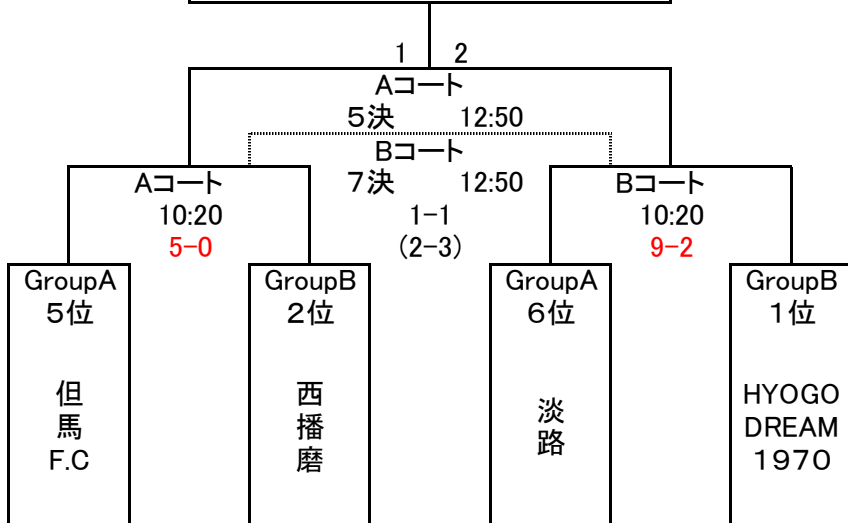 1 2
Aコート
5決 12:50
Bコート
7決 12:50
1-1
(2-3)
Aコート
10:20
5-0
Bコート
10:20
9-2
GroupA
5位
但馬
F.C
GroupB
2位
西播磨
GroupA
6位
淡路
GroupB
1位
HYOGO
DREAM
1970